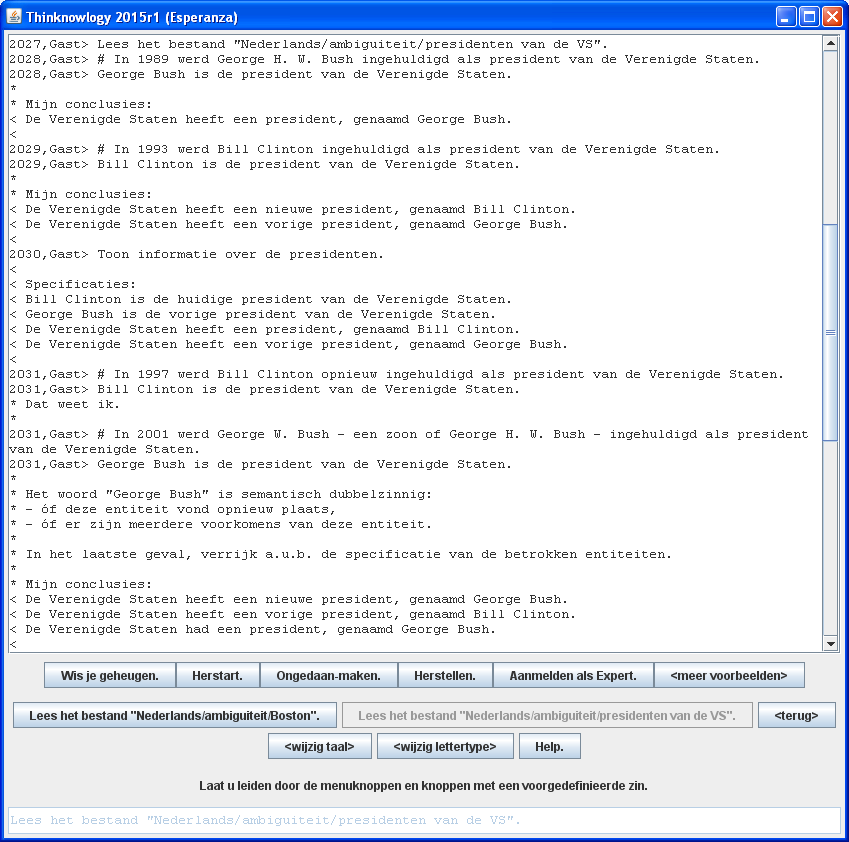 Thinknowlogy 2015r1 (Esperanza)
2027,Gast> Lees het bestand "Nederlands/ambiguiteit/presidenten van de VS".
2028,Gast> # In 1989 werd George H. W. Bush ingehuldigd als president van de Verenigde Staten.
2028,Gast> George Bush is de president van de Verenigde Staten.
*
* Mijn conclusies:
< De Verenigde Staten heeft een president, genaamd George Bush.
<
2029,Gast> # In 1993 werd Bill Clinton ingehuldigd als president van de Verenigde Staten.
2029,Gast> Bill Clinton is de president van de Verenigde Staten.
*
* Mijn conclusies:
< De Verenigde Staten heeft een nieuwe president, genaamd Bill Clinton.
< De Verenigde Staten heeft een vorige president, genaamd George Bush.
<
2030,Gast> Toon informatie over de presidenten.
<
< Specificaties:
< Bill Clinton is de huidige president van de Verenigde Staten.
< George Bush is de vorige president van de Verenigde Staten.
< De Verenigde Staten heeft een president, genaamd Bill Clinton.
< De Verenigde Staten heeft een vorige president, genaamd George Bush.
<
2031,Gast> # In 1997 werd Bill Clinton opnieuw ingehuldigd als president van de Verenigde Staten.
2031,Gast> Bill Clinton is de president van de Verenigde Staten.
* Dat weet ik.
*
2031,Gast> # In 2001 werd George W. Bush - een zoon of George H. W. Bush - ingehuldigd als president
van de Verenigde Staten.
2031,Gast> George Bush is de president van de Verenigde Staten.
*
* Het woord "George Bush" is semantisch dubbelzinnig:
* - óf deze entiteit vond opnieuw plaats,
* - óf er zijn meerdere voorkomens van deze entiteit.
*
* In het laatste geval, verrijk a.u.b. de specificatie van de betrokken entiteiten.
*
* Mijn conclusies:
< De Verenigde Staten heeft een nieuwe president, genaamd George Bush.
< De Verenigde Staten heeft een vorige president, genaamd Bill Clinton.
< De Verenigde Staten had een president, genaamd George Bush.
<
Wis je geheugen. Herstart. Ongedaan-maken. Herstellen. Aanmelden als Expert. <meer voorbeelden>
Lees het bestand "Nederlands/ambiguiteit/Boston". Lees het bestand "Nederlands/ambiguiteit/presidenten van de VS". <terug>
<wijzig taal> <wijzig lettertype> Help.
Laat u leiden door de menuknoppen en knoppen met een voorgedefinieerde zin.
Lees het bestand "Nederlands/ambiguiteit/presidenten van de VS".